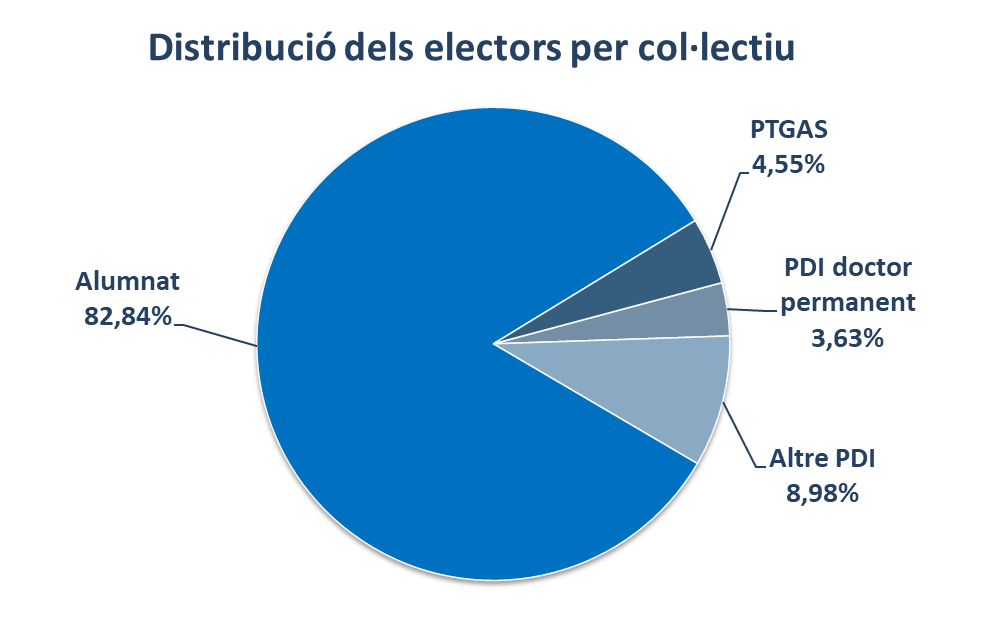 Distribució dels electors per col·lectiu
PTGAS
4,55%
PDI doctor
permanent
3,63%
Alumnat
82,84%
Altre PDI
8,98%